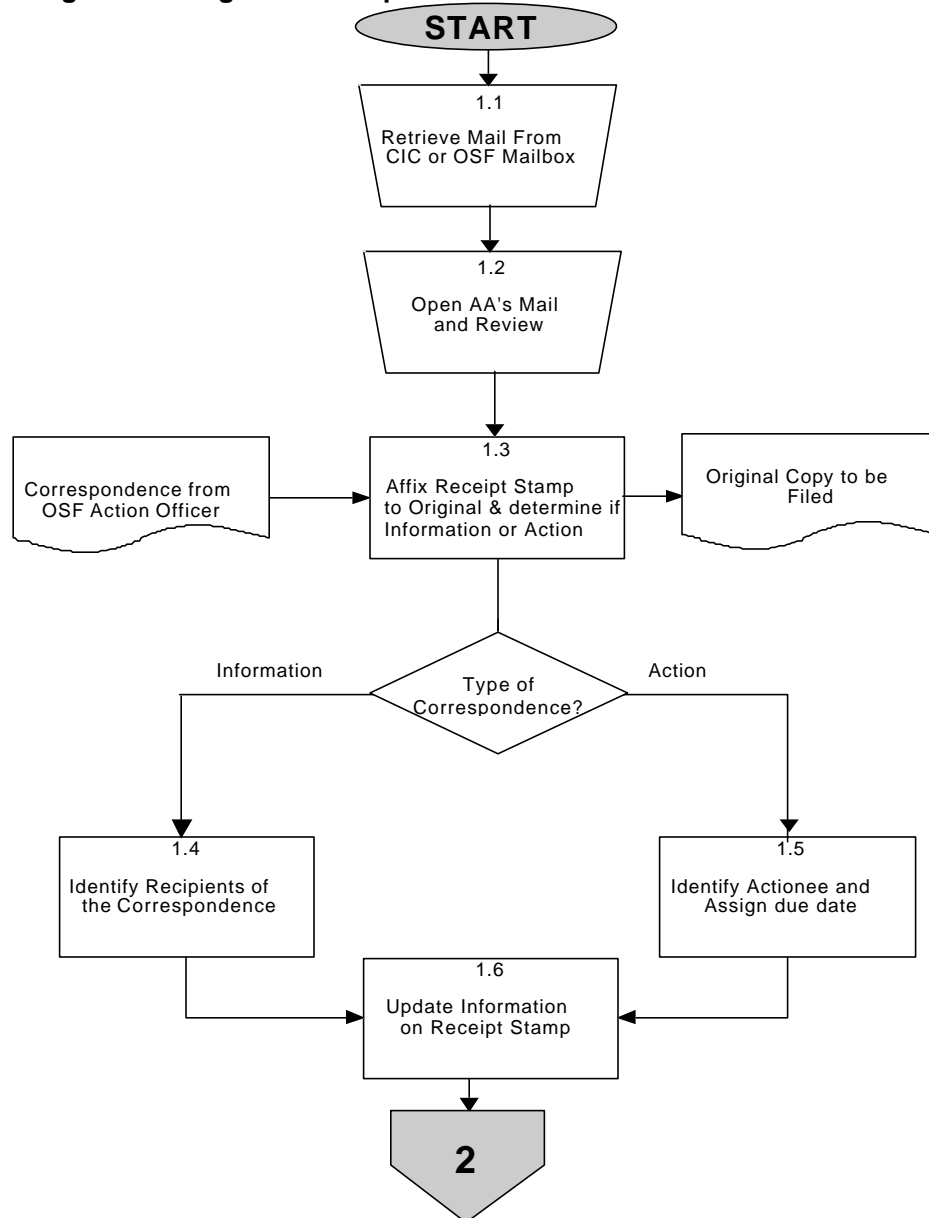 START
1.1
Retrieve Mail From
CIC or OSF Mailbox
1.2
Open AA's Mail
and Review
1.3
Affix Receipt Stamp
to Original & determine if
Information or Action
Correspondence from
OSF Action Officer
Original Copy to be
Filed
Type of
Correspondence?
Information
Action
1.4
Identify Recipients of
the Correspondence
1.5
Identify Actionee and
Assign due date
1.6
Update Information
on Receipt Stamp
2